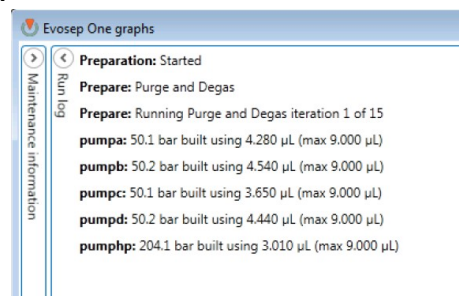 Evosep One graphs
Maintenance information
Run log
Preparation: Started
Prepare: Purge and Degas
Prepare: Running Purge and Degas iteration 1 of 15
pumpa: 50.1 bar built using 4.280 µL (max 9.000 µL)
pumpb: 50.2 bar built using 4.540 µL (max 9.000 µL)
pumpc: 50.1 bar built using 3.650 µL (max 9.000 µL)
pumpd: 50.2 bar built using 4.440 µL (max 9.000 µL)
pumphp: 204.1 bar built using 3.010 µL (max 9.000 µL)